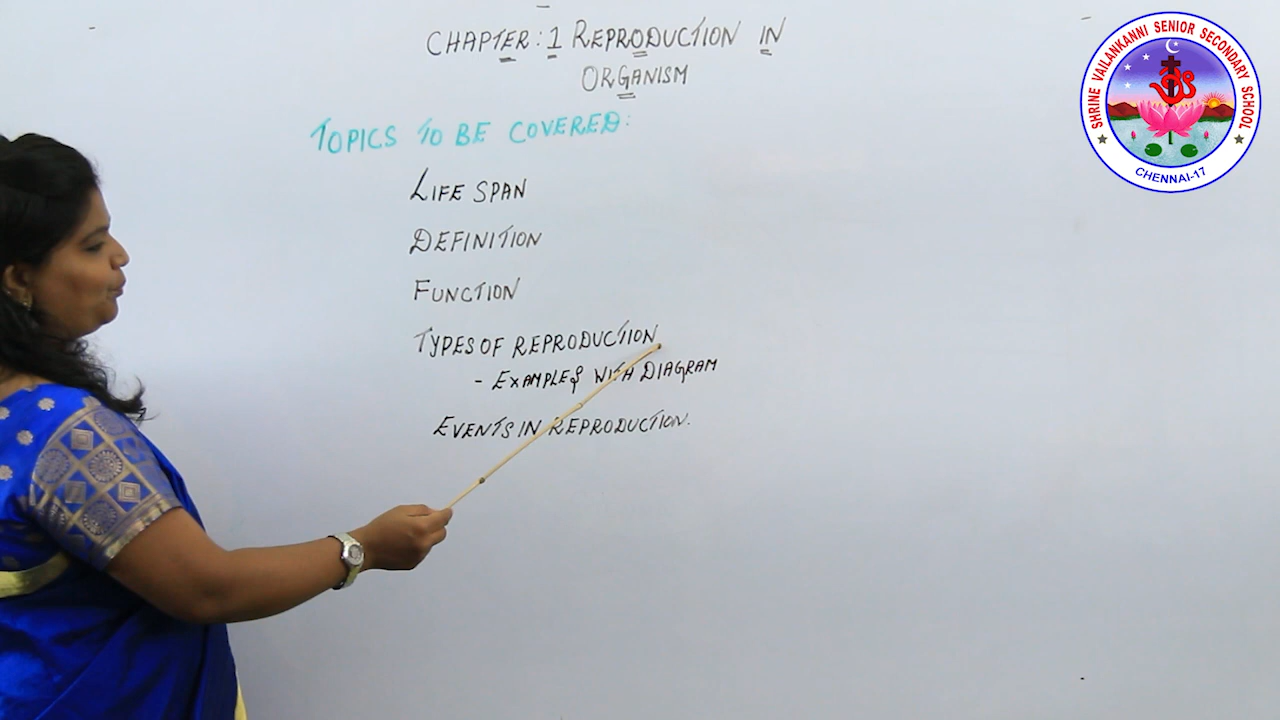 CHAPTER: 1 REPRODUCTION IN
ORGANISM
TOPICS TO BE COVERED:
LIFE SPAN
DEFINITION
FUNCTION
TYPES OF REPRODUCTION
- EXAMPLES WITH DIAGRAM
EVENTS IN REPRODUCTION.
SHRINE VAILANKANNI SENIOR SECONDARY SCHOOL
CHENNAI-17